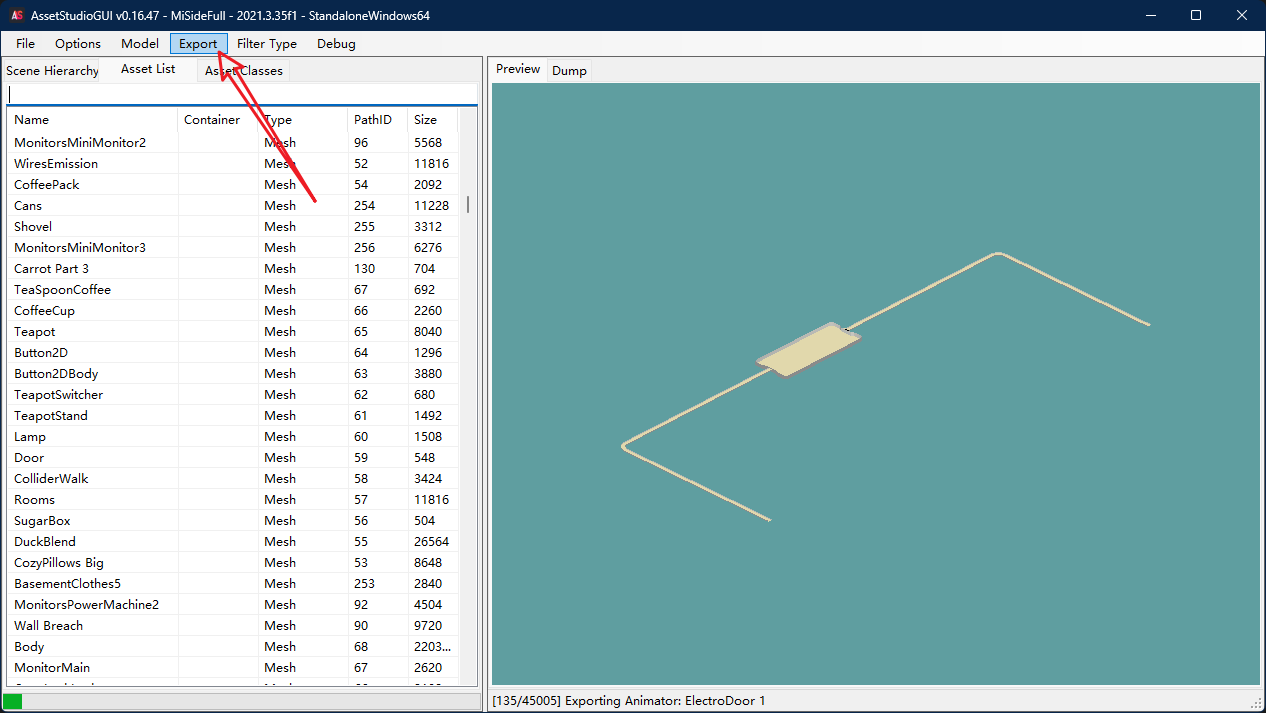 AS AssetStudioGUI v0.16.47 - MiSideFull - 2021.3.35f1 - StandaloneWindows64
File Options Model Export Filter Type Debug
Scene Hierarchy Asset List Asset Classes
Preview Dump
Name Container Type PathID Size
MonitorsMiniMonitor2 Mesh 96 5568
WiresEmission Mesh 52 11816
CoffeePack Mesh 54 2092
Cans Mesh 254 11228
Shovel Mesh 255 3312
MonitorsMiniMonitor3 Mesh 256 6276
Carrot Part 3 Mesh 130 704
TeaSpoonCoffee Mesh 67 692
CoffeeCup Mesh 66 2260
Teapot Mesh 65 8040
Button2D Mesh 64 1296
Button2DBody Mesh 63 3880
TeapotSwitcher Mesh 62 680
TeapotStand Mesh 61 1492
Lamp Mesh 60 1508
Door Mesh 59 548
ColliderWalk Mesh 58 3424
Rooms Mesh 57 11816
SugarBox Mesh 56 504
DuckBlend Mesh 55 26564
CozyPillows Big Mesh 53 8648
BasementClothes5 Mesh 253 2840
MonitorsPowerMachine2 Mesh 92 4504
Wall Breach Mesh 90 9720
Body Mesh 68 2203...
MonitorMain Mesh 67 2620
[135/45005] Exporting Animator: ElectroDoor 1